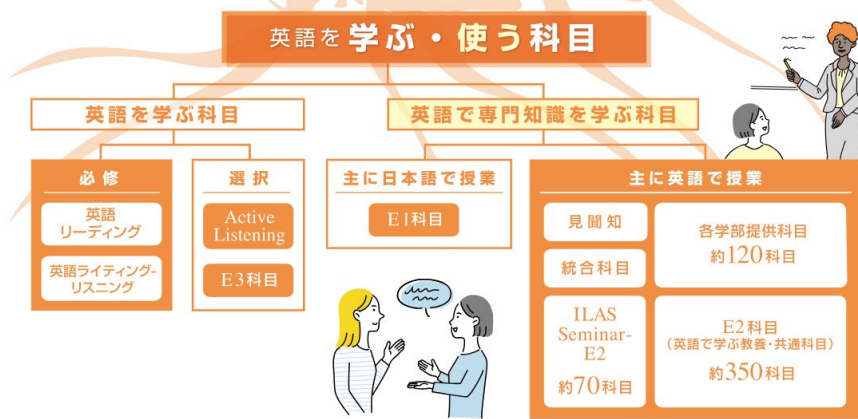 英語を学ぶ・使う科目
英語を学ぶ科目
英語で専門知識を学ぶ科目
必修
英語
リーディング
英語ライティング-
リスニング
選択
Active
Listening
E3科目
主に日本語で授業
E1科目
主に英語で授業
見聞知
統合科目
ILAS
Seminar-
E2
約70科目
各学部提供科目
約120科目
E2科目
(英語で学ぶ教養・共通科目)
約350科目